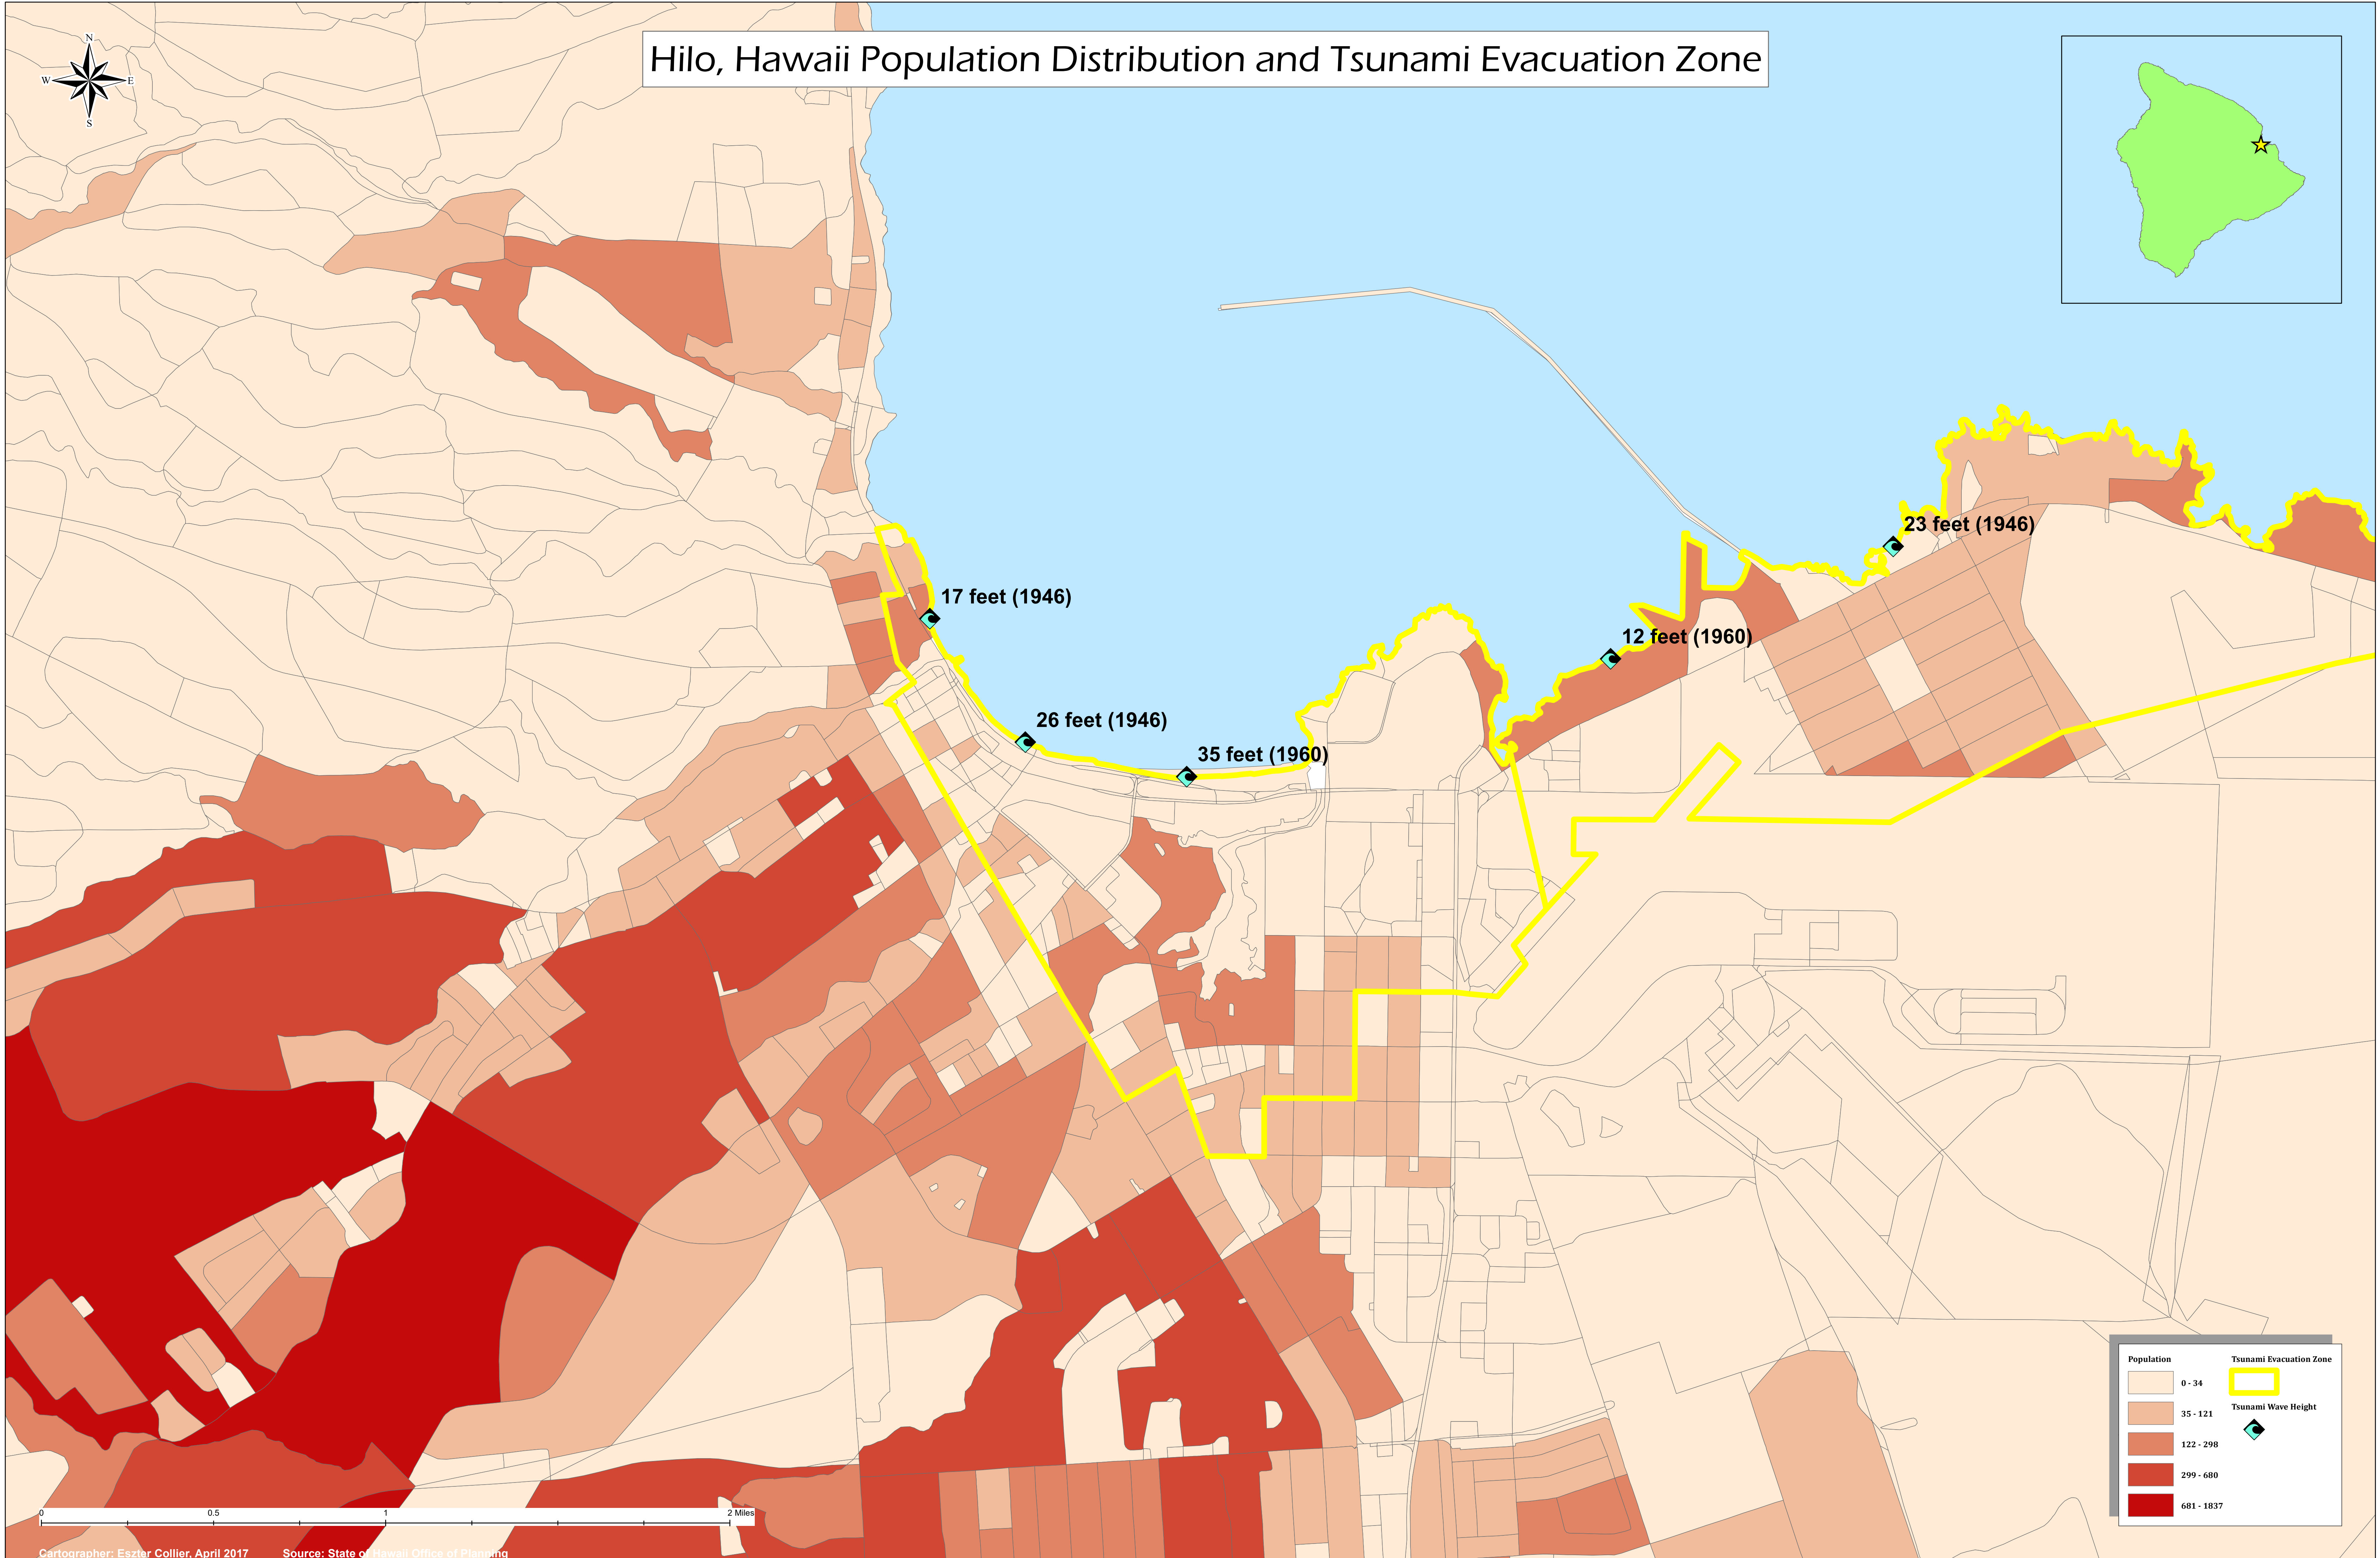 Hilo, Hawaii Population Distribution and Tsunami Evacuation Zone
N
W
E
S
23 feet (1946)
17 feet (1946)
12 feet (1960)
26 feet (1946)
35 feet (1960)
Population
Tsunami Evacuation Zone
0 - 34
Tsunami Wave Height
35 - 121
122 - 298
299 - 680
681 - 1837
0 0.5 1 2 Miles
Cartographer: Eszter Collier, April 2017 Source: State of Hawaii Office of Planning